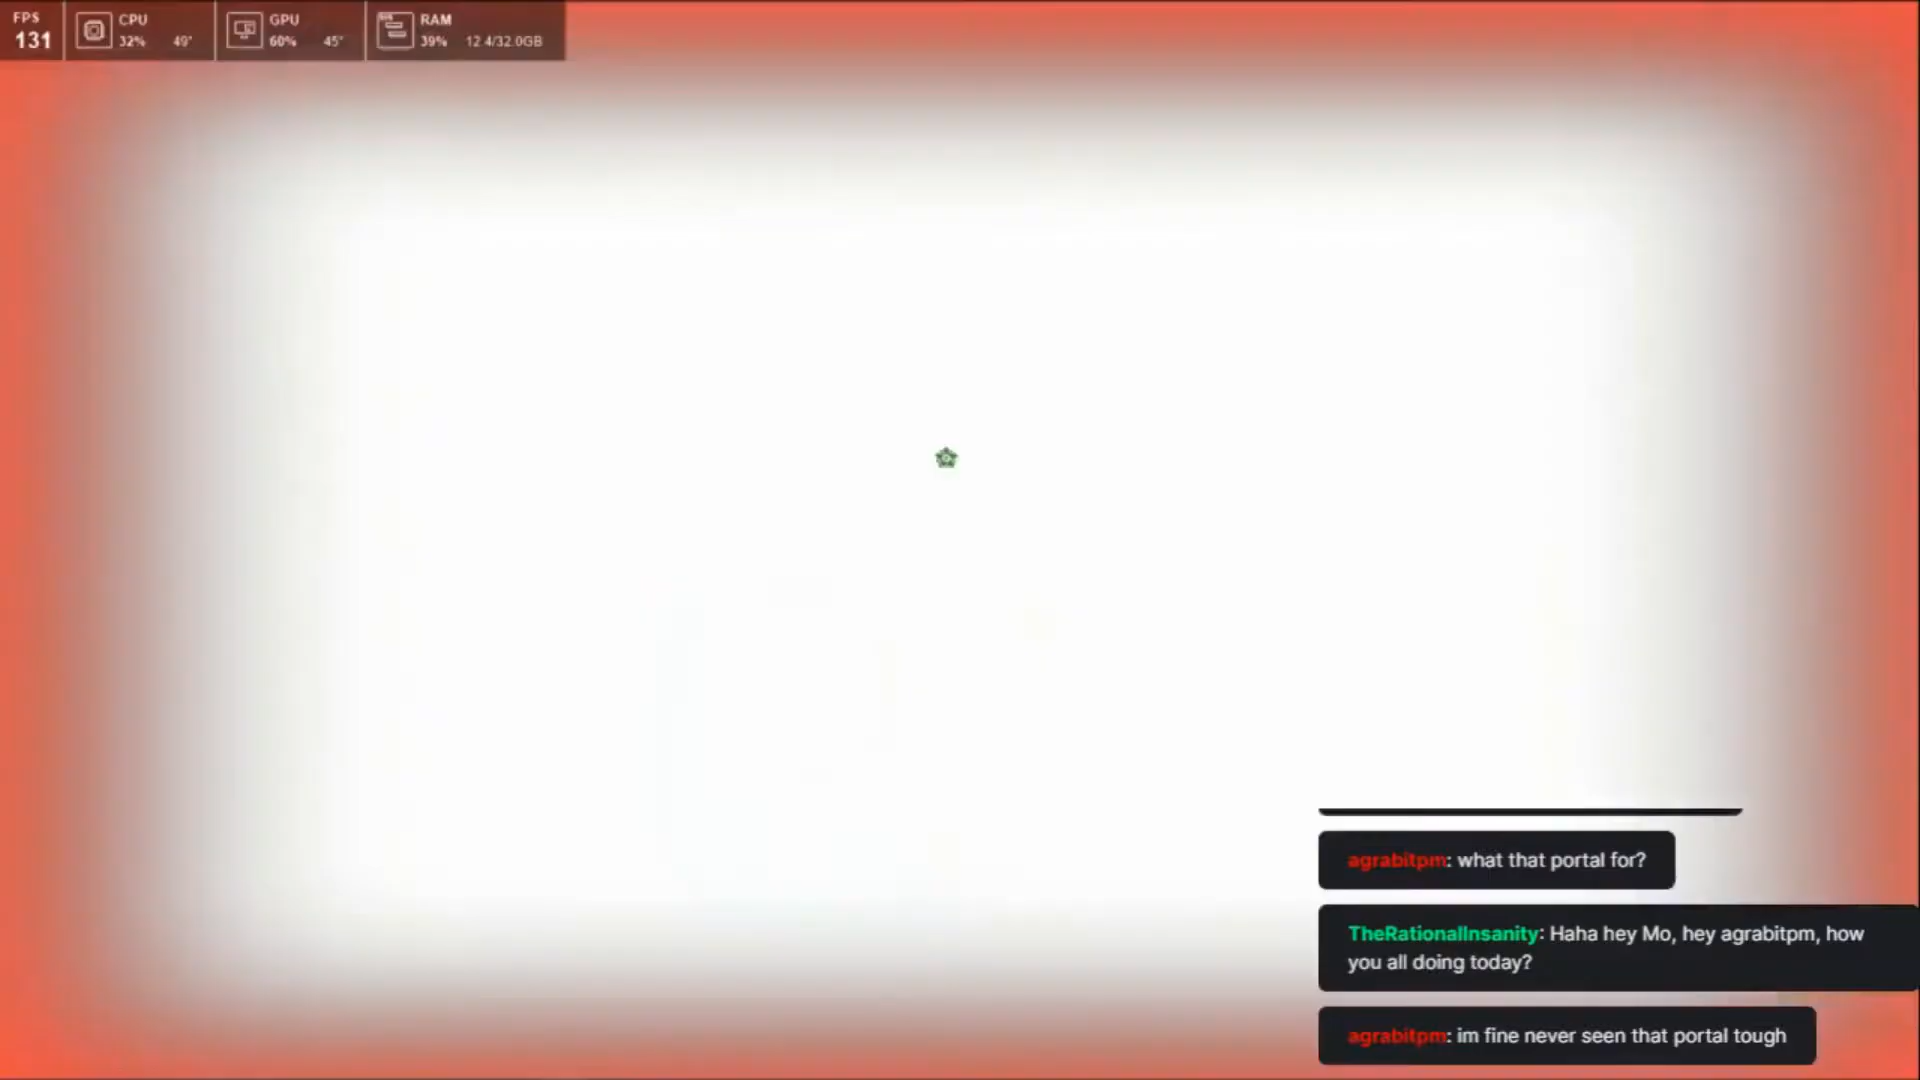 FPS
131
CPU
32% 49°
GPU
60% 45°
RAM
39% 12.4/32.0GB
agrabitpm: what that portal for?
TheRationalInsanity: Haha hey Mo, hey agrabitpm, how
you all doing today?
agrabitpm: im fine never seen that portal tough